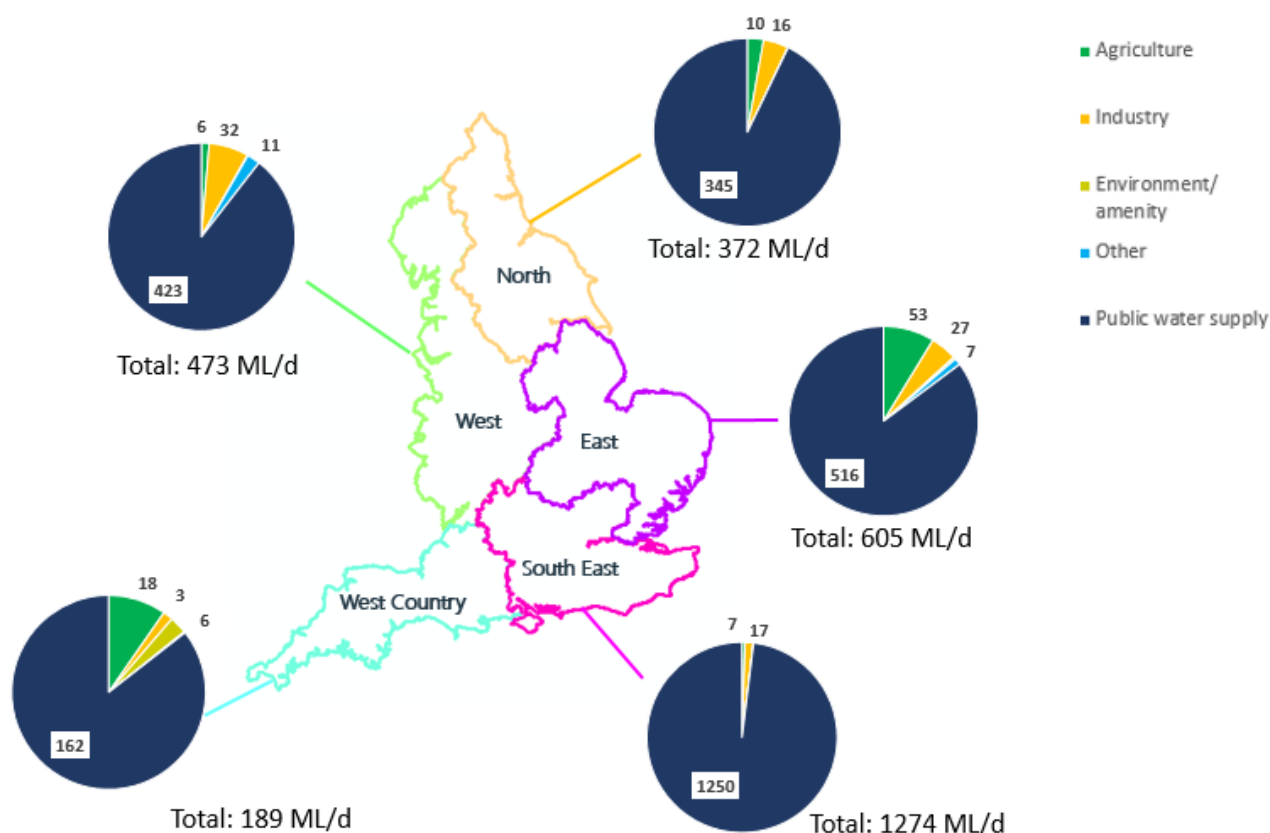 10 16
345
Total: 372 ML/d
Agriculture
Industry
Environment/
amenity
Other
Public water supply
6 32 11
423
Total: 473 ML/d
North
West
East
South East
West Country
53
27
7
516
Total: 605 ML/d
18
3
6
162
Total: 189 ML/d
7 17
1250
Total: 1274 ML/d